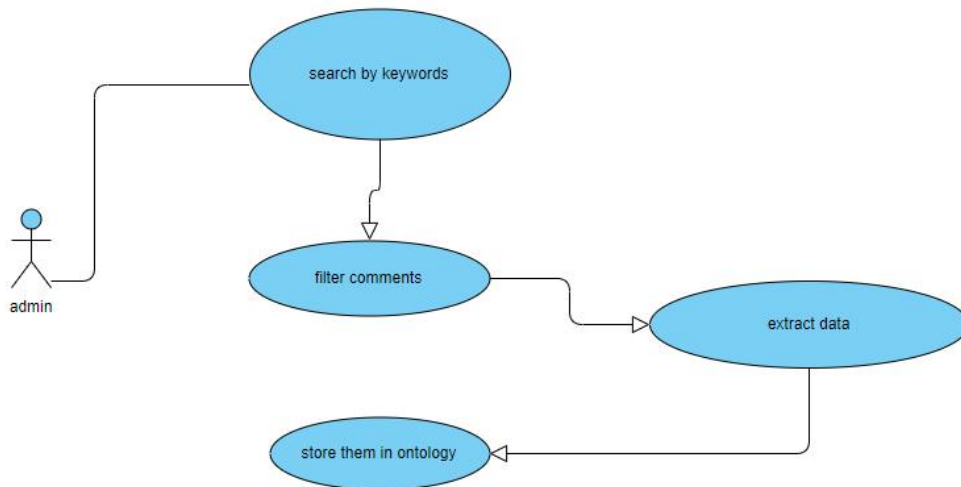 search by keywords
admin
filter comments
extract data
store them in ontology